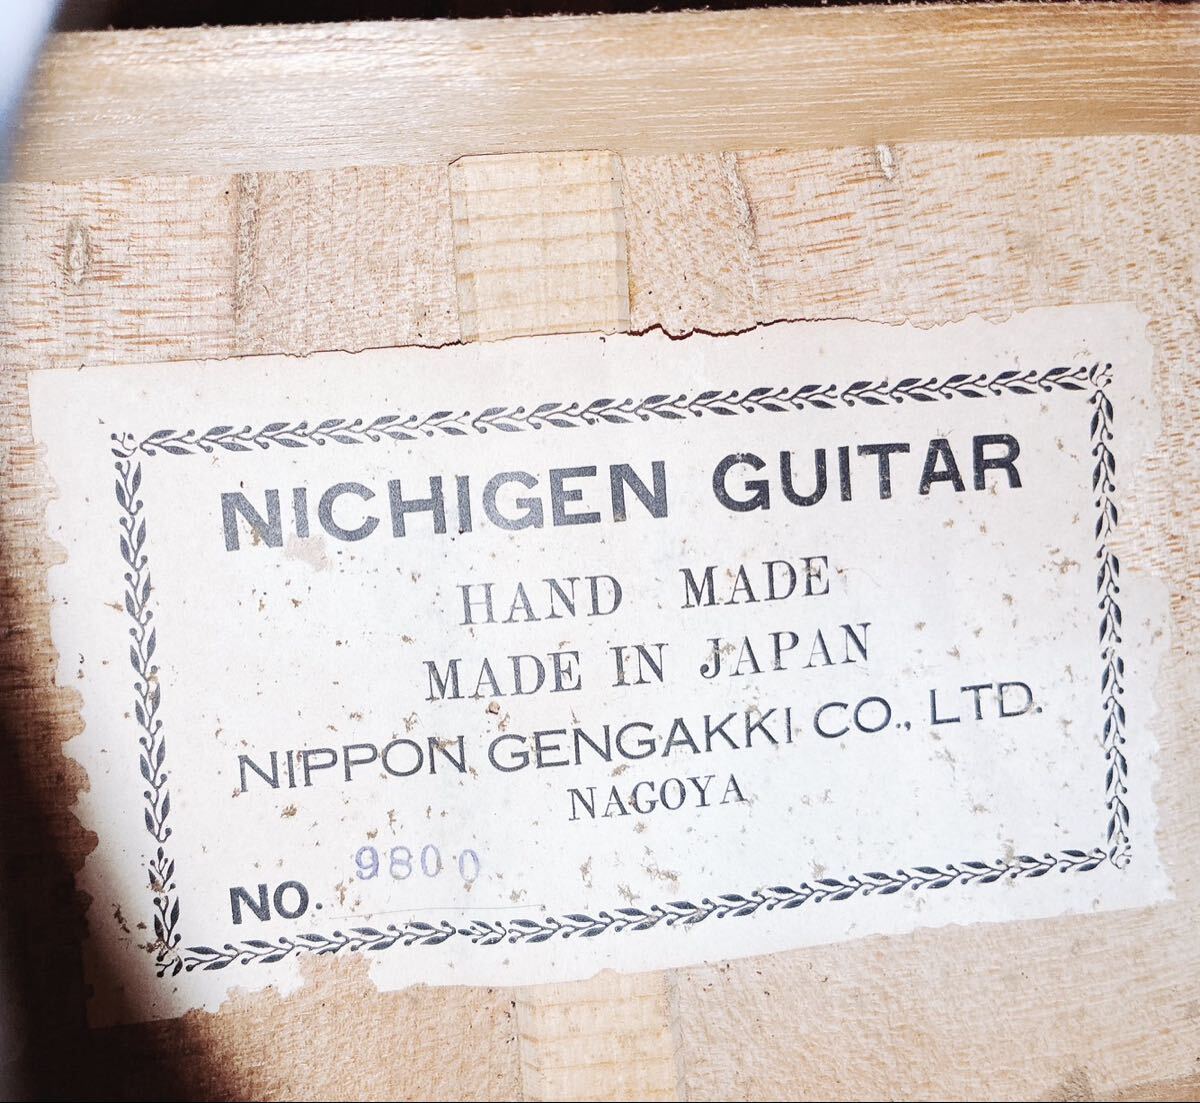 NICHIGEN GUITAR
HAND MADE
MADE IN JAPAN
NIPPON GENGAKKI CO., LTD.
NAGOYA
NO. 9800